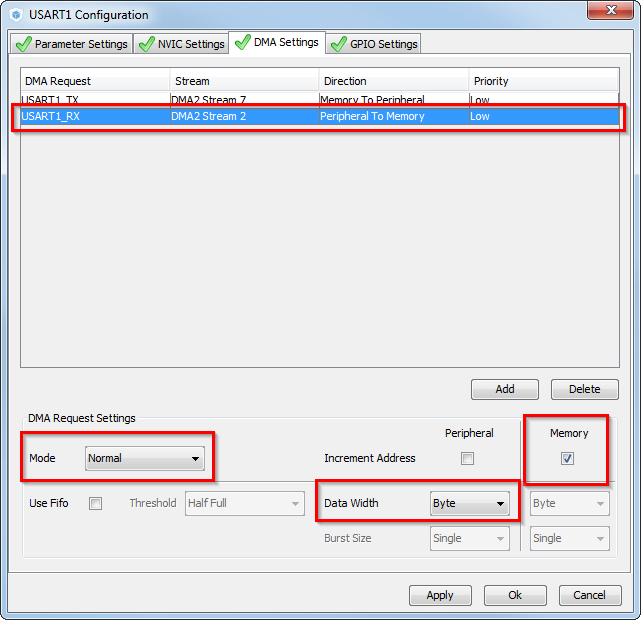 USART1 Configuration
Parameter Settings NVIC Settings DMA Settings GPIO Settings
DMA Request Stream Direction Priority
USART1_TX DMA2 Stream 7 Memory To Peripheral Low
USART1_RX DMA2 Stream 2 Peripheral To Memory Low
Add Delete
DMA Request Settings
Peripheral Memory
Mode Normal Increment Address
Use Fifo Threshold Half Full Data Width Byte Byte
Burst Size Single Single
Apply Ok Cancel